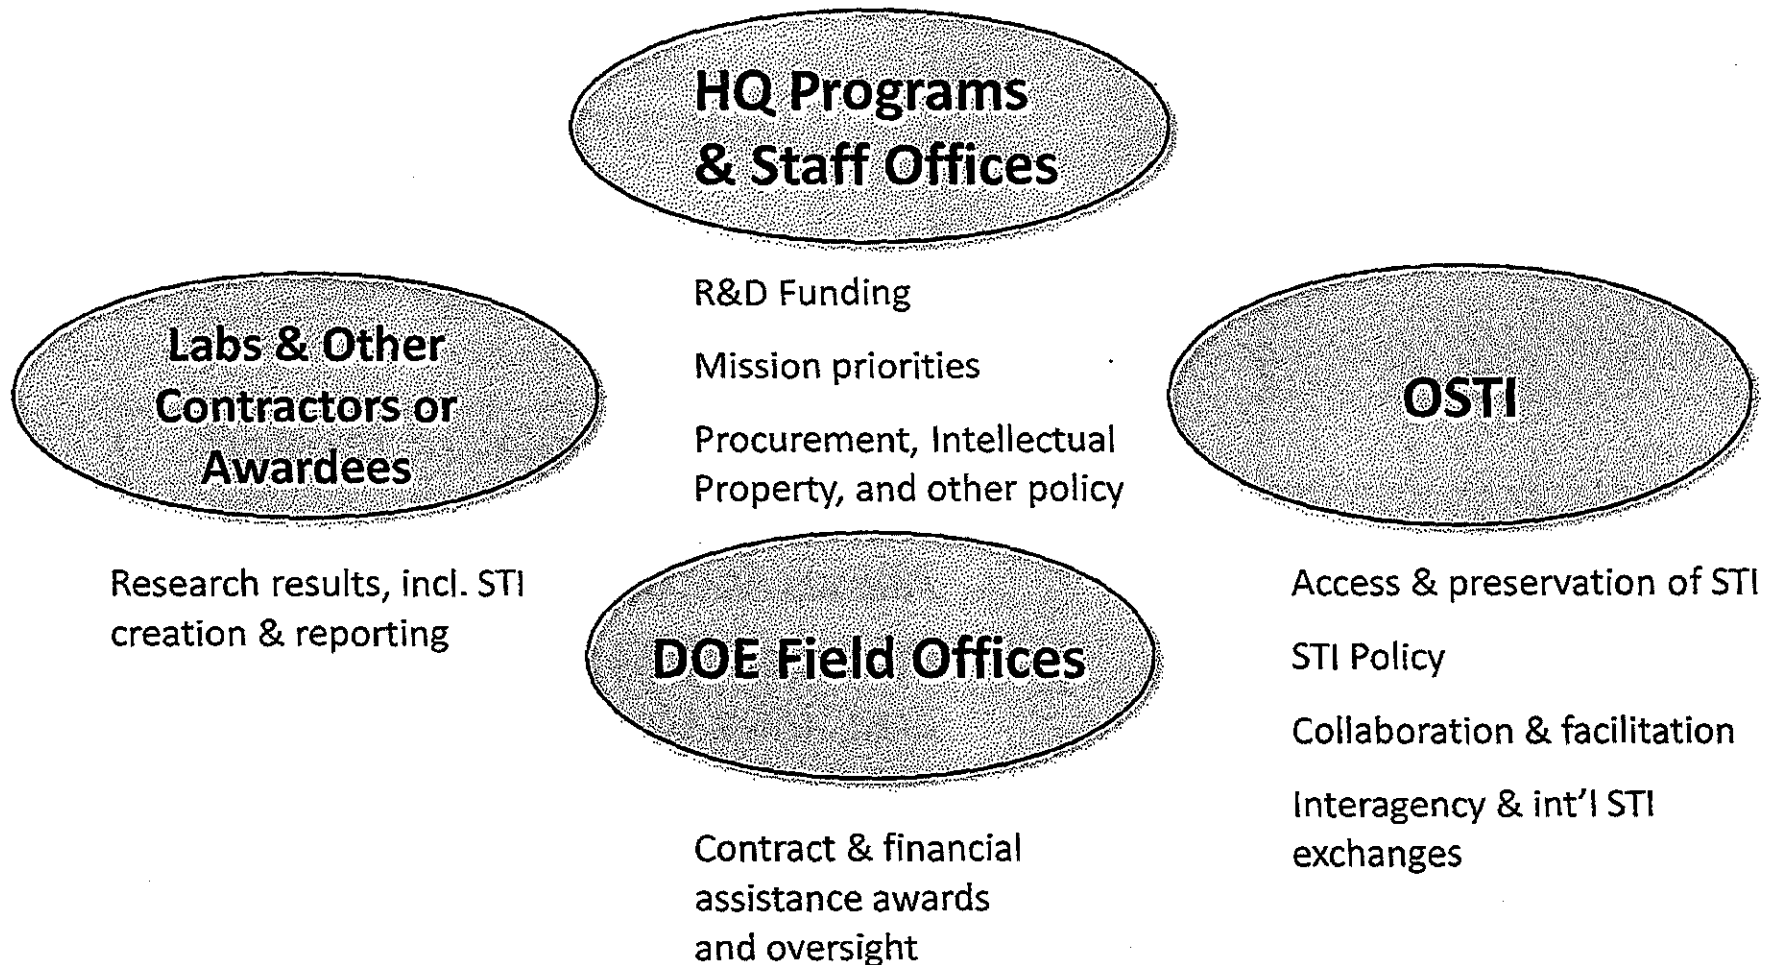 HQ Programs
& Staff Offices
R&D Funding
Mission priorities
Procurement, Intellectual
Property, and other policy
Labs & Other
Contractors or
Awardees
Research results, incl. STI
creation & reporting
DOE Field Offices
Contract & financial
assistance awards
and oversight
OSTI
Access & preservation of STI
STI Policy
Collaboration & facilitation
Interagency & int'l STI
exchanges